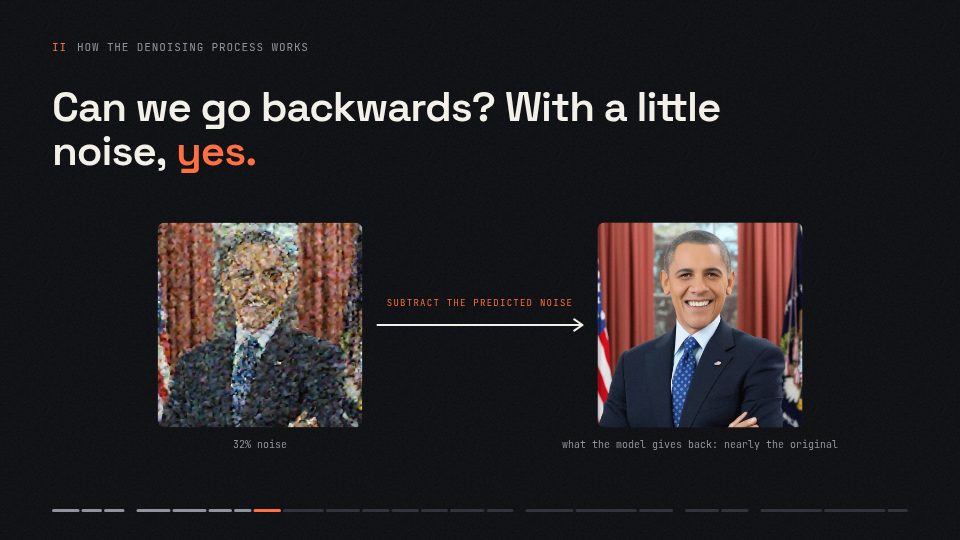 II HOW THE DENOISING PROCESS WORKS
Can we go backwards? With a little
noise, yes.
SUBTRACT THE PREDICTED NOISE
32% noise
what the model gives back: nearly the original